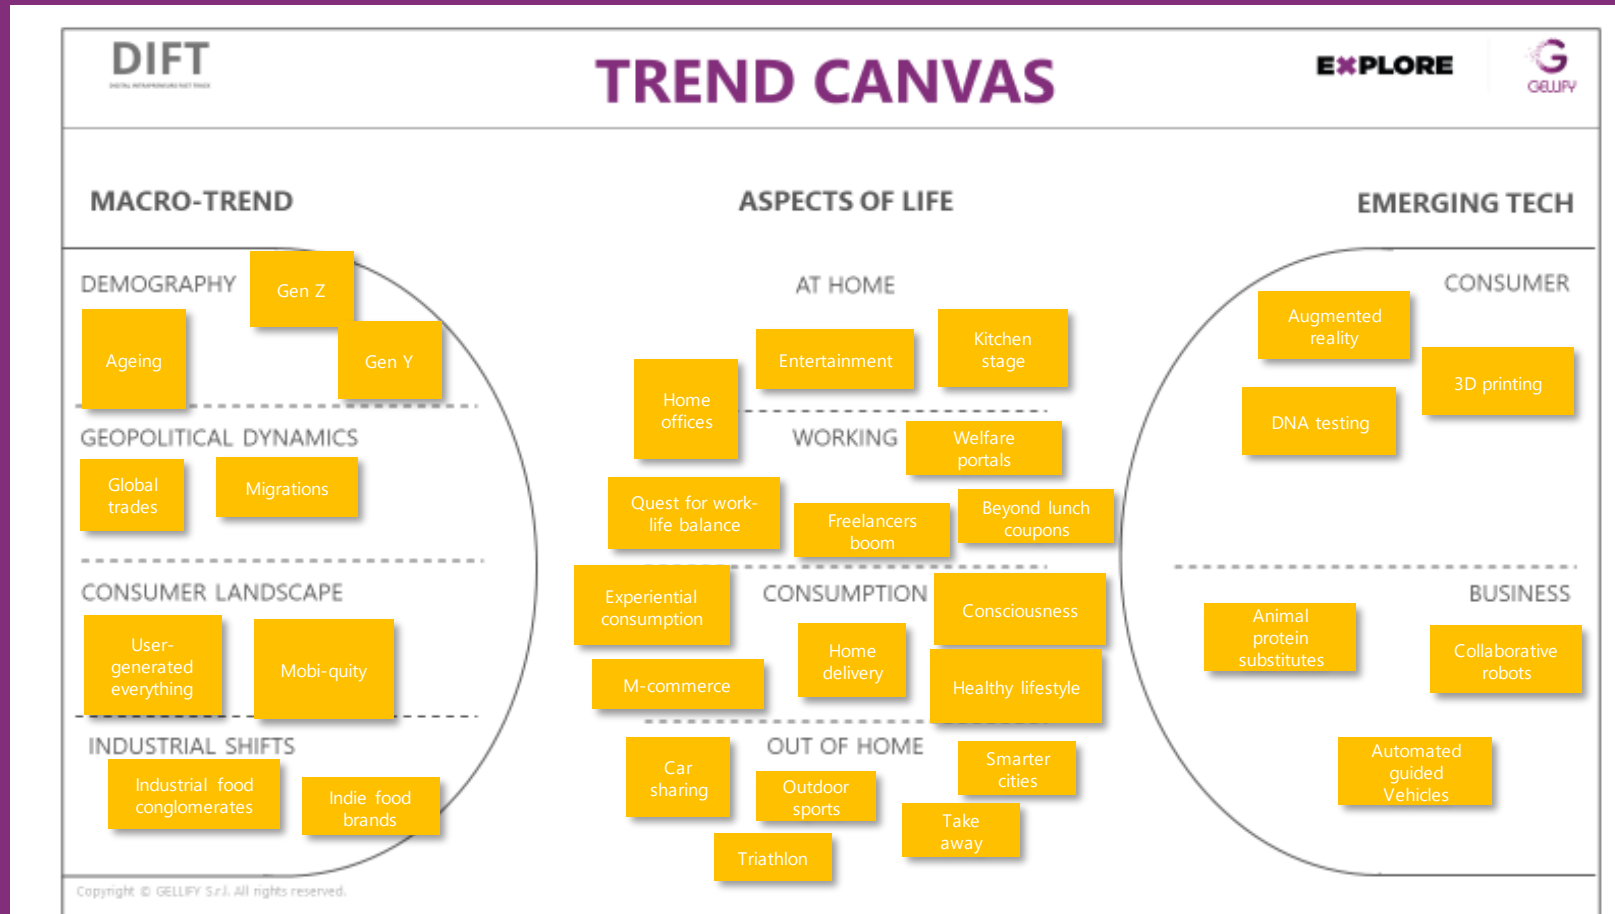 DIFT
DIGITAL INTRAPRENEURS FAST TRACK
TREND CANVAS
EXPLORE
GELLIFY
MACRO-TREND
ASPECTS OF LIFE
EMERGING TECH
DEMOGRAPHY
Gen Z
Ageing
Gen Y
GEOPOLITICAL DYNAMICS
Global
trades
Migrations
CONSUMER LANDSCAPE
User-
generated
everything
Mobi-quity
INDUSTRIAL SHIFTS
Industrial food
conglomerates
Indie food
brands
AT HOME
Entertainment
Kitchen
stage
Home
offices
WORKING
Welfare
portals
Quest for work-
life balance
Freelancers
boom
Beyond lunch
coupons
CONSUMPTION
Experiential
consumption
Consciousness
Home
delivery
M-commerce
Healthy lifestyle
OUT OF HOME
Car
sharing
Outdoor
sports
Smarter
cities
Take
away
Triathlon
CONSUMER
Augmented
reality
3D printing
DNA testing
BUSINESS
Animal
protein
substitutes
Collaborative
robots
Automated
guided
Vehicles
Copyright © GELLIFY S.r.l. All rights reserved.